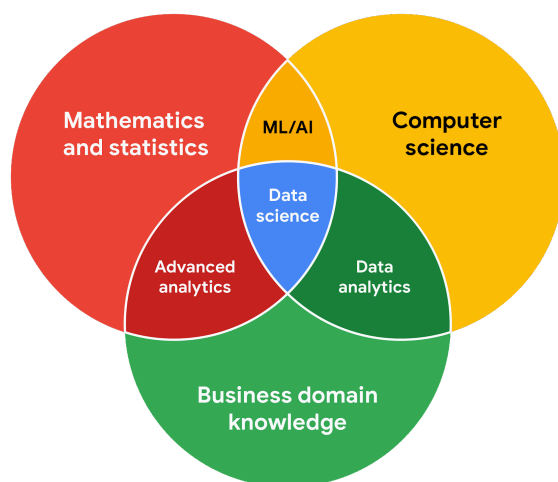 Mathematics
and statistics
ML/AI
Computer
science
Data
science
Advanced
analytics
Data
analytics
Business domain
knowledge